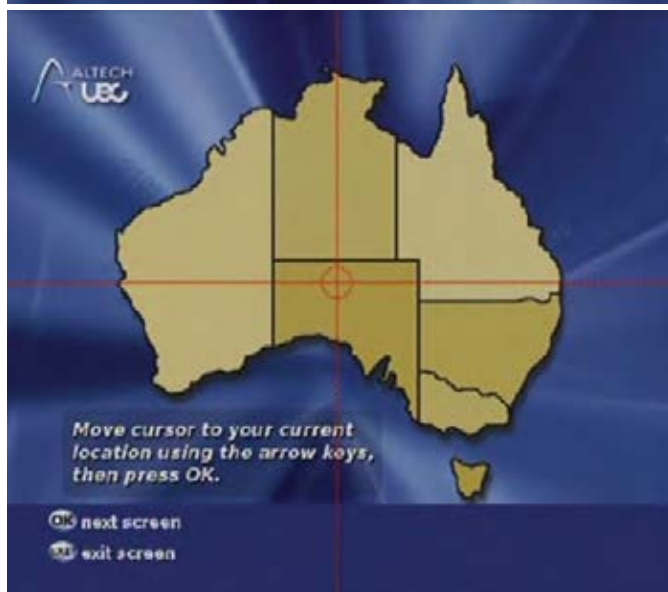 ALTECH
UEC
Move cursor to your current
location using the arrow keys,
then press OK.
OK next screen
exit screen